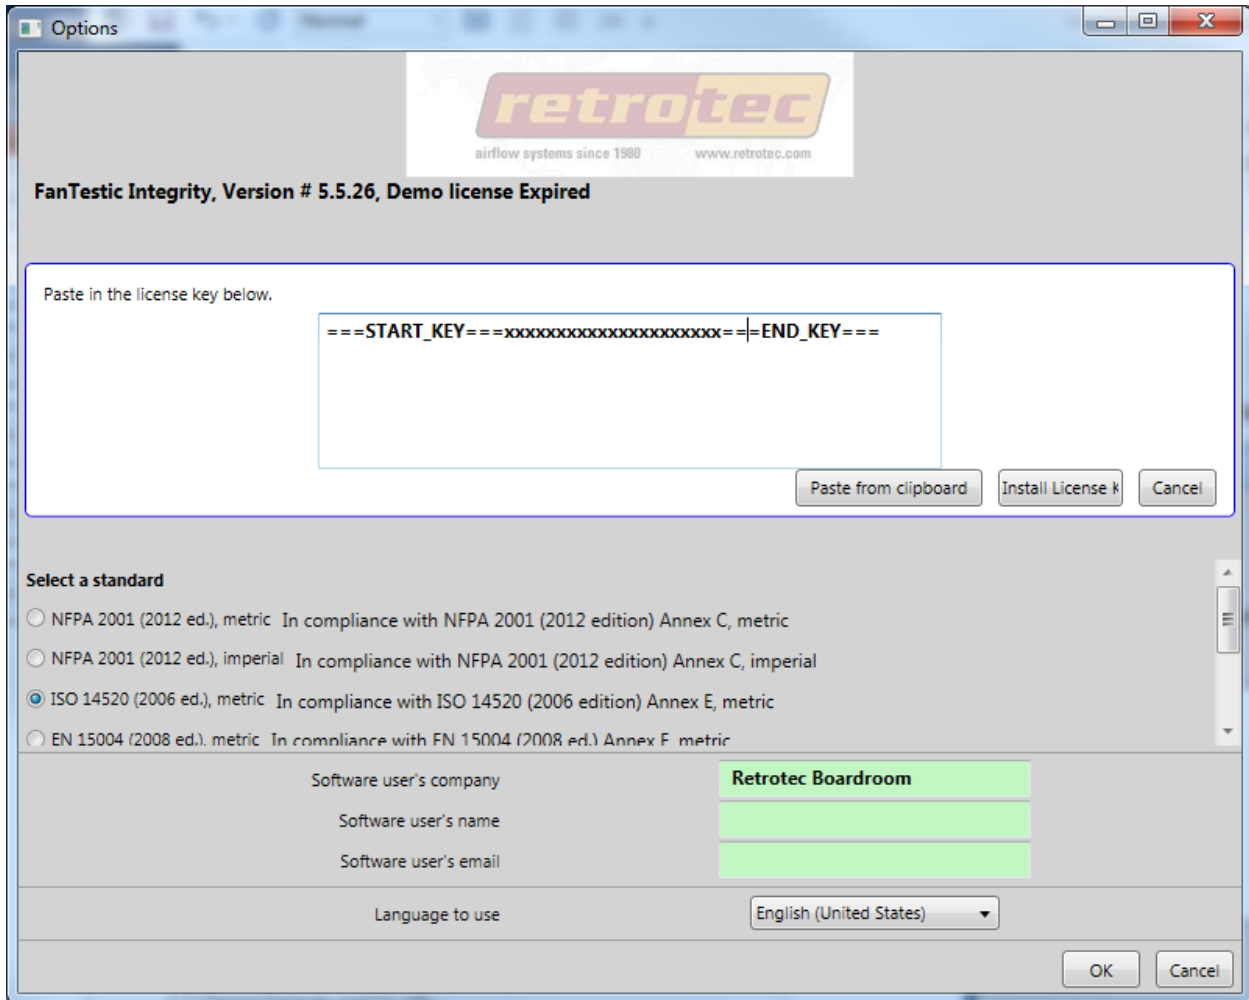 Options
Normal
retrotec
airflow systems since 1980 www.retrotec.com
FanTestic Integrity, Version # 5.5.26, Demo license Expired
Paste in the license key below.
===START_KEY===xxxxxxxxxxxxxxxxxxxxx===END_KEY===
Paste from clipboard Install License K Cancel
Select a standard
NFPA 2001 (2012 ed.), metric In compliance with NFPA 2001 (2012 edition) Annex C, metric
NFPA 2001 (2012 ed.), imperial In compliance with NFPA 2001 (2012 edition) Annex C, imperial
ISO 14520 (2006 ed.), metric In compliance with ISO 14520 (2006 edition) Annex E, metric
EN 15004 (2008 ed.), metric In compliance with EN 15004 (2008 ed.) Annex E, metric
Software user's company Retrotec Boardroom
Software user's name
Software user's email
Language to use English (United States)
OK Cancel